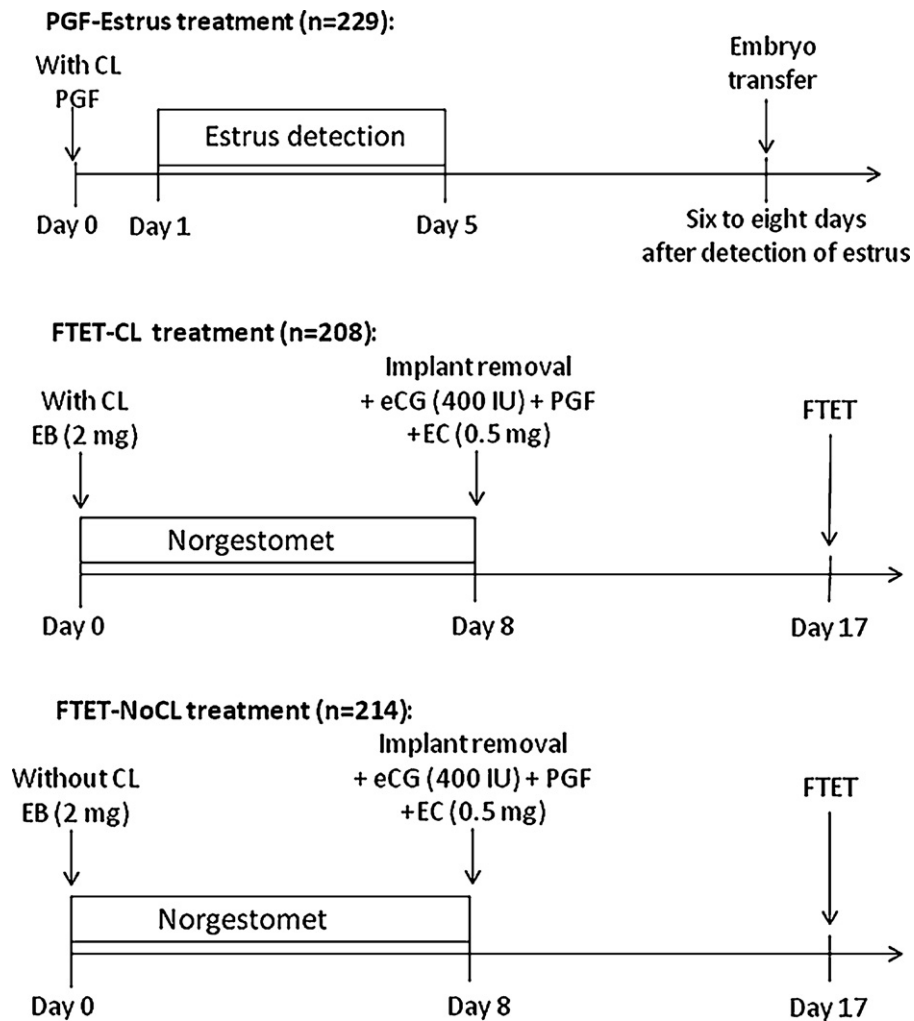 PGF-Estrus treatment (n=229):
With CL
PGF
Embryo
transfer
Estrus detection
Day 0
Day 1
Day 5
Six to eight days
after detection of estrus
FTET-CL treatment (n=208):
With CL
EB (2 mg)
Implant removal
+ eCG (400 IU) + PGF
+EC (0.5 mg)
FTET
Norgestomet
Day 0
Day 8
Day 17
FTET-NoCL treatment (n=214):
Without CL
EB (2 mg)
Implant removal
+ eCG (400 IU) + PGF
+EC (0.5 mg)
FTET
Norgestomet
Day 0
Day 8
Day 17